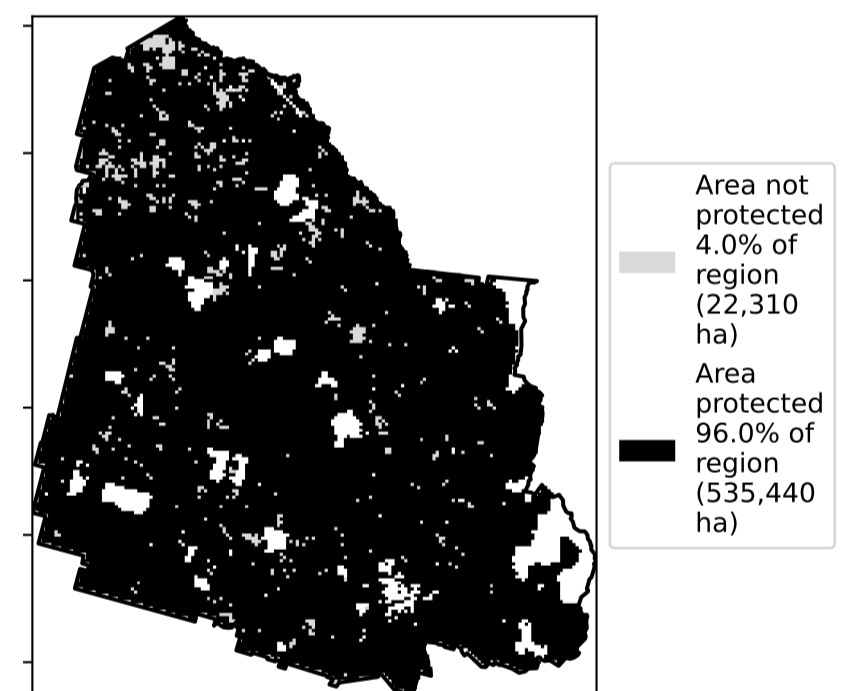 Area not
protected
4.0% of
region
(22,310
ha)
Area
protected
96.0% of
region
(535,440
ha)